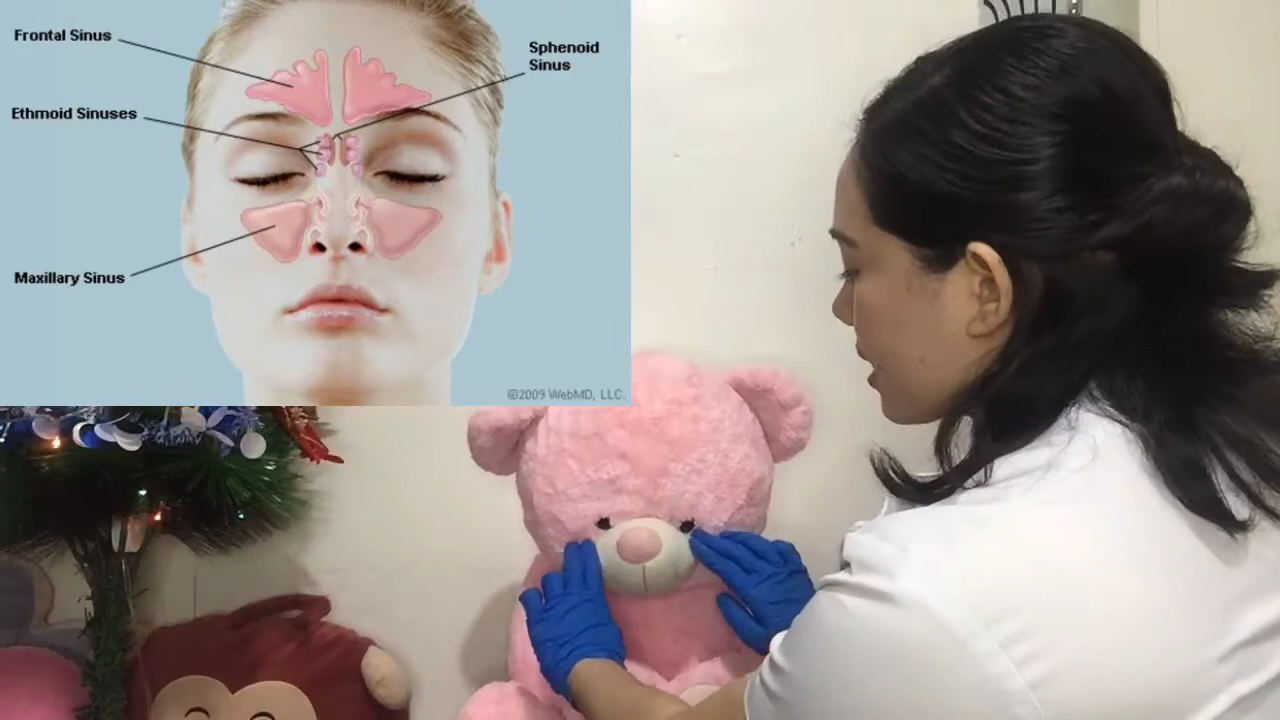 Frontal Sinus
Sphenoid
Sinus
Ethmoid Sinuses
Maxillary Sinus
©2009 WebMD, LLC.